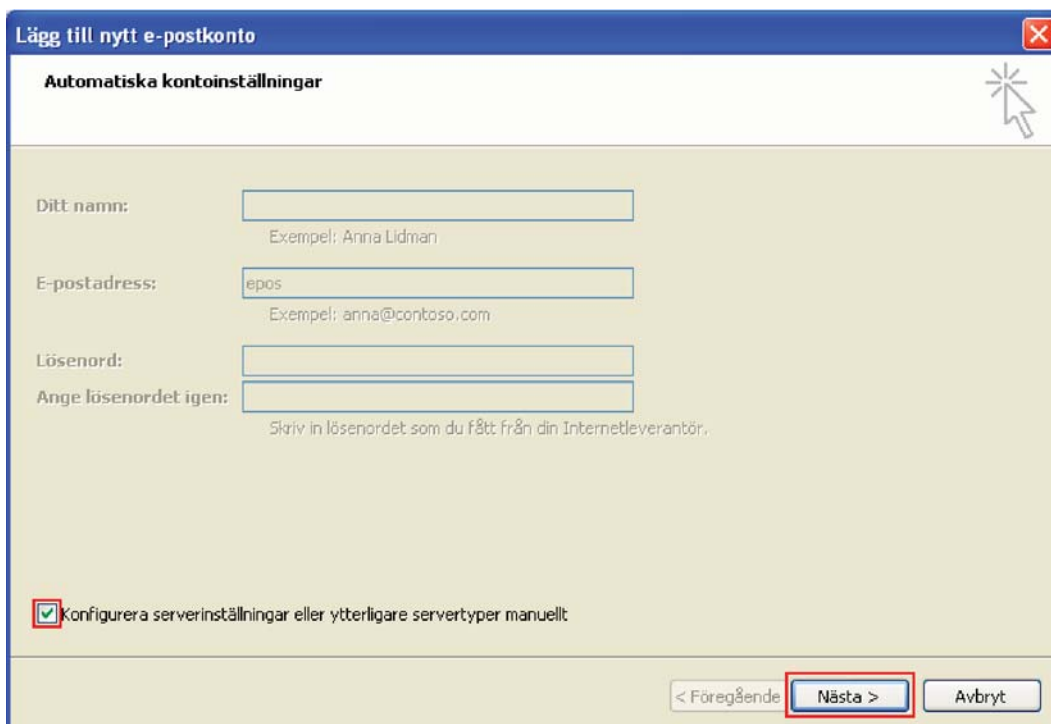 Lägg till nytt e-postkonto
Automatiska kontoinställningar
Ditt namn:
Exempel: Anna Lidman
E-postadress: epos
Exempel: anna@contoso.com
Lösenord:
Ange lösenordet igen:
Skriv in lösenordet som du fått från din Internetleverantör.
Konfigurera serverinställningar eller ytterligare servertyper manuellt
< Föregående Nästa > Avbryt